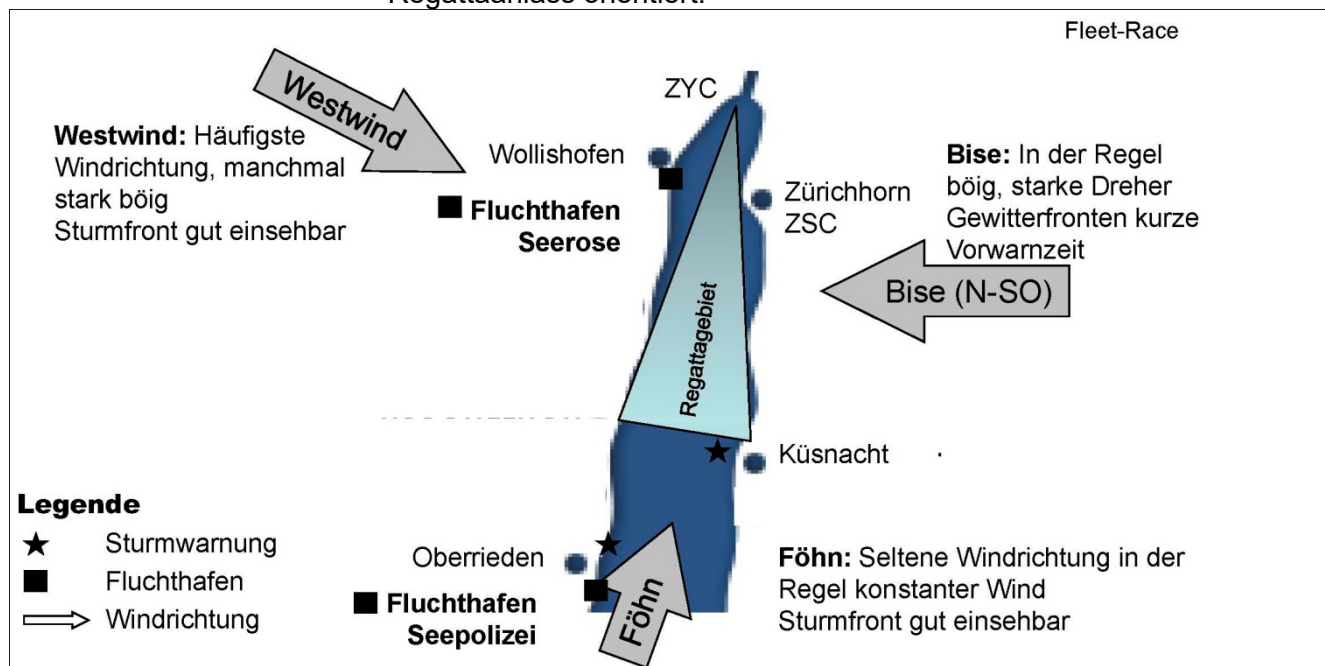 Regattaanlass orientiert.
Fleet-Race
ZYC
Westwind
Westwind: Häufigste
Windrichtung, manchmal
stark böig
Sturmfront gut einsehbar
Wollishofen
Fluchthafen
Seerose
Zürichhorn
ZSC
Bise: In der Regel
böig, starke Dreher
Gewitterfronten kurze
Vorwarnzeit
Bise (N-SO)
Regattagebiet
Küsnacht
Legende
Sturmwarnung
Fluchthafen
Windrichtung
Oberrieden
Fluchthafen
Seepolizei
Föhn
Föhn: Seltene Windrichtung in der
Regel konstanter Wind
Sturmfront gut einsehbar